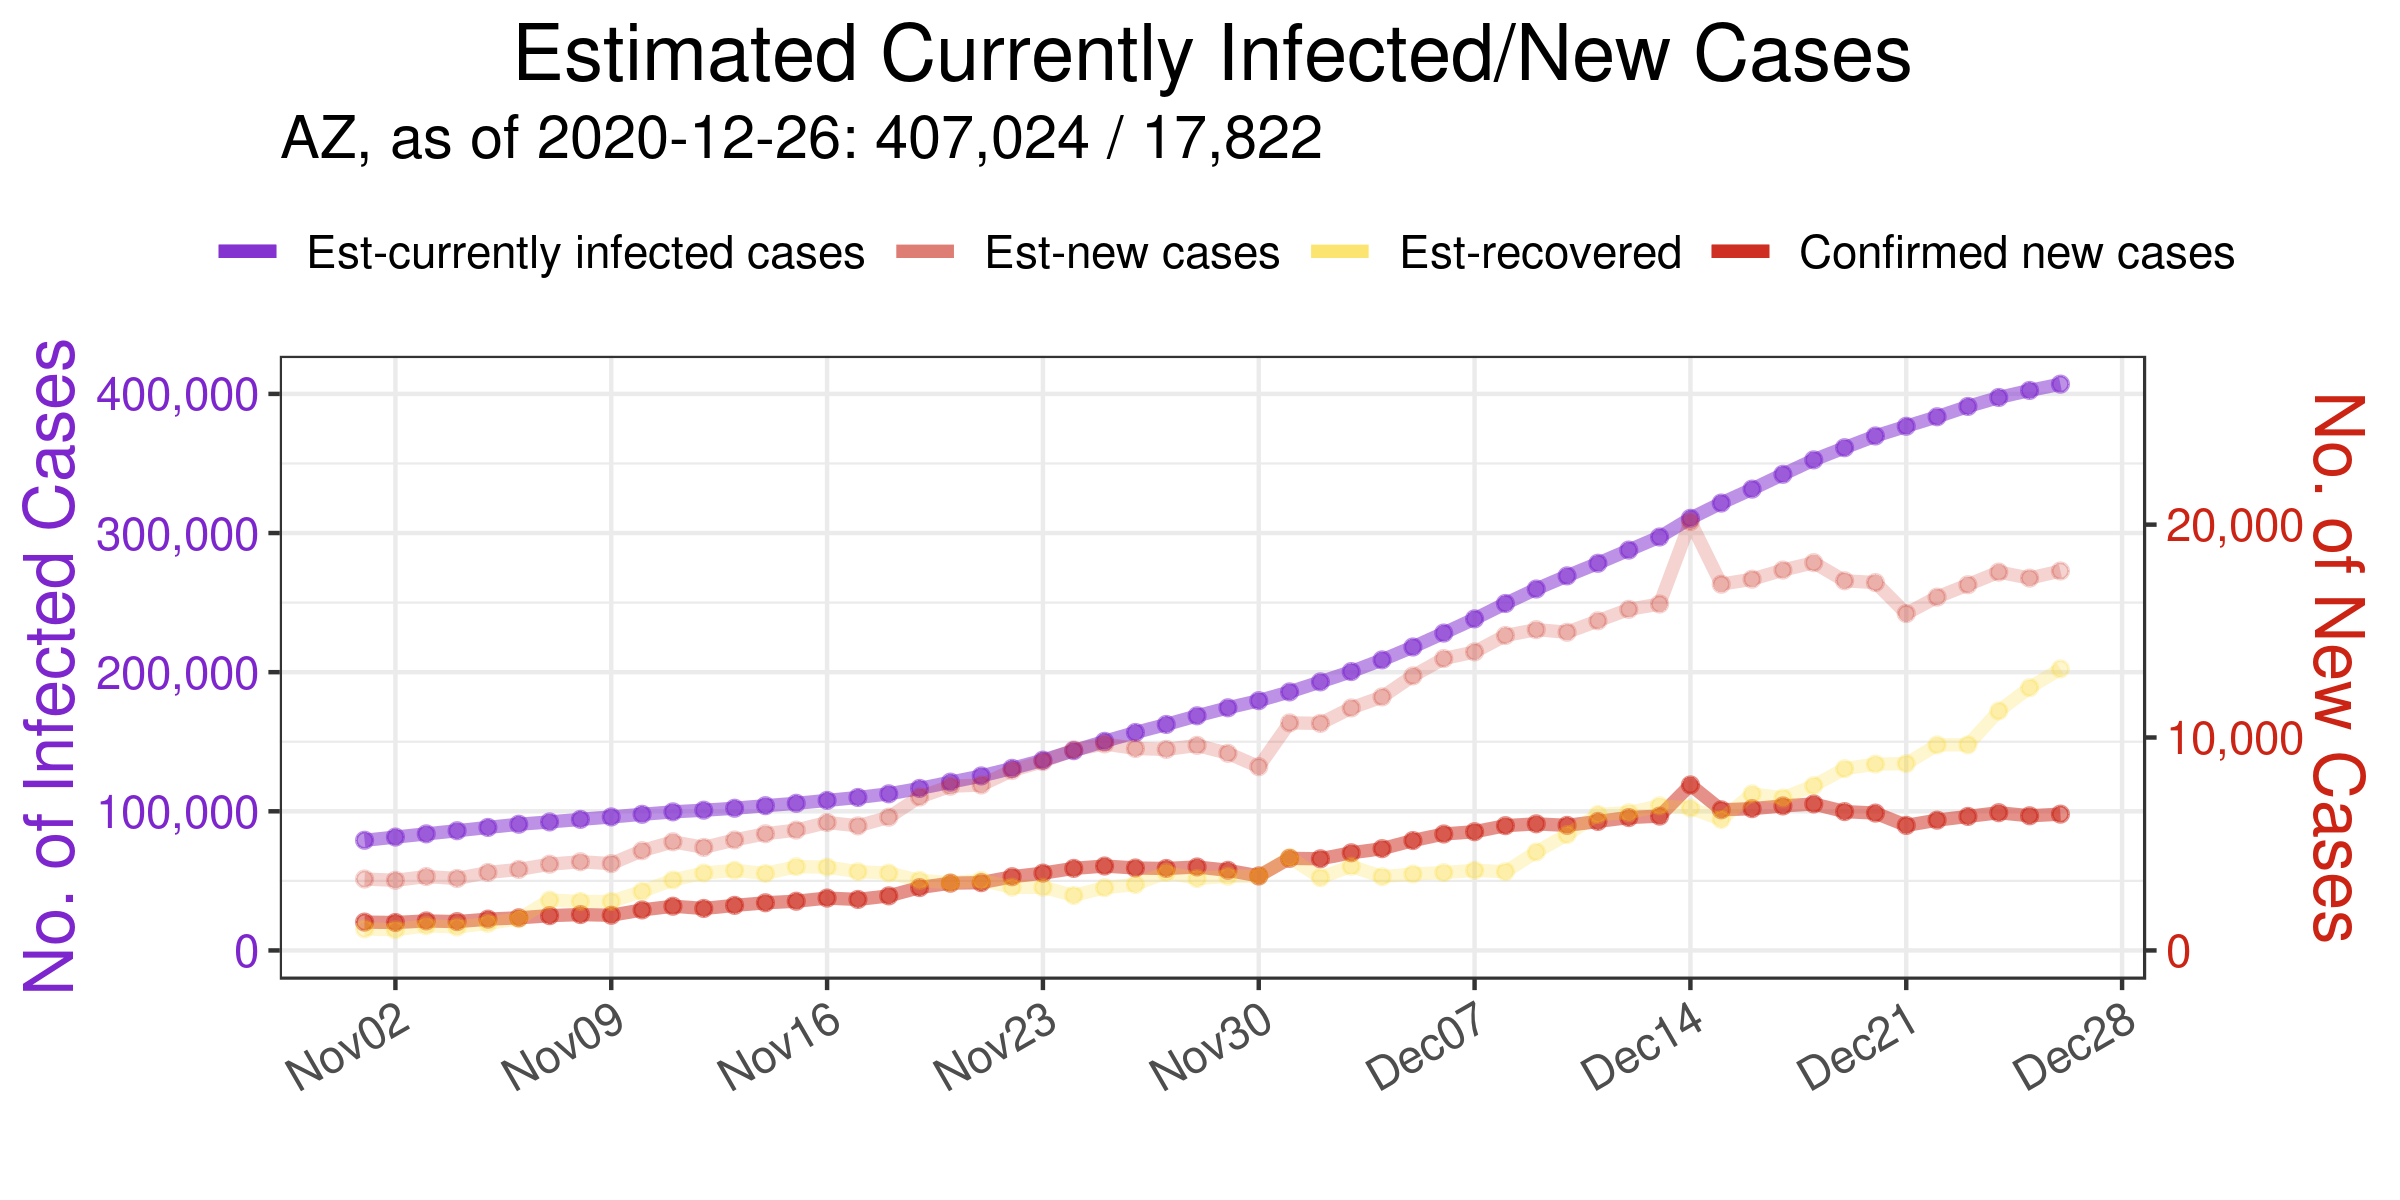 Estimated Currently Infected/New Cases
AZ, as of 2020-12-26: 407,024 / 17,822
Est-currently infected cases Est-new cases Est-recovered Confirmed new cases
No. of Infected Cases
400,000
300,000
200,000
100,000
0
20,000
10,000
0
No. of New Cases
Nov02 Nov09 Nov16 Nov23 Nov30 Dec07 Dec14 Dec21 Dec28